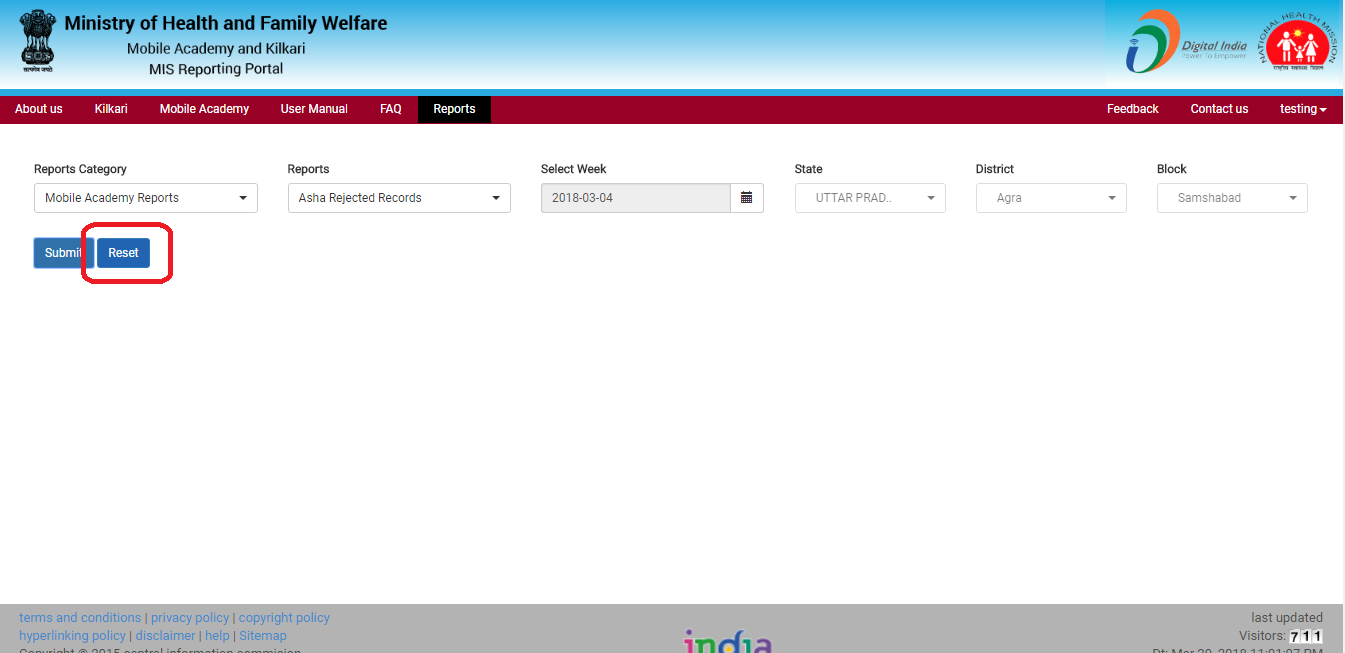 Ministry of Health and Family Welfare
Mobile Academy and Kilkari
MIS Reporting Portal
सत्यमेव जयते
Digital India
Power To Empower
NATIONAL HEALTH MISSION
राष्ट्रीय स्वास्थ्य मिशन
About us Kilkari Mobile Academy User Manual FAQ Reports Feedback Contact us testing
Reports Category Reports Select Week State District Block
Mobile Academy Reports Asha Rejected Records 2018-03-04 UTTAR PRAD.. Agra Samshabad
Submit Reset
terms and conditions | privacy policy | copyright policy
hyperlinking policy | disclaimer | help | Sitemap
Copyright © 2015 central information commision
india
last updated
Visitors: 711
Dt: Mar 20, 2018 11:01:07 PM